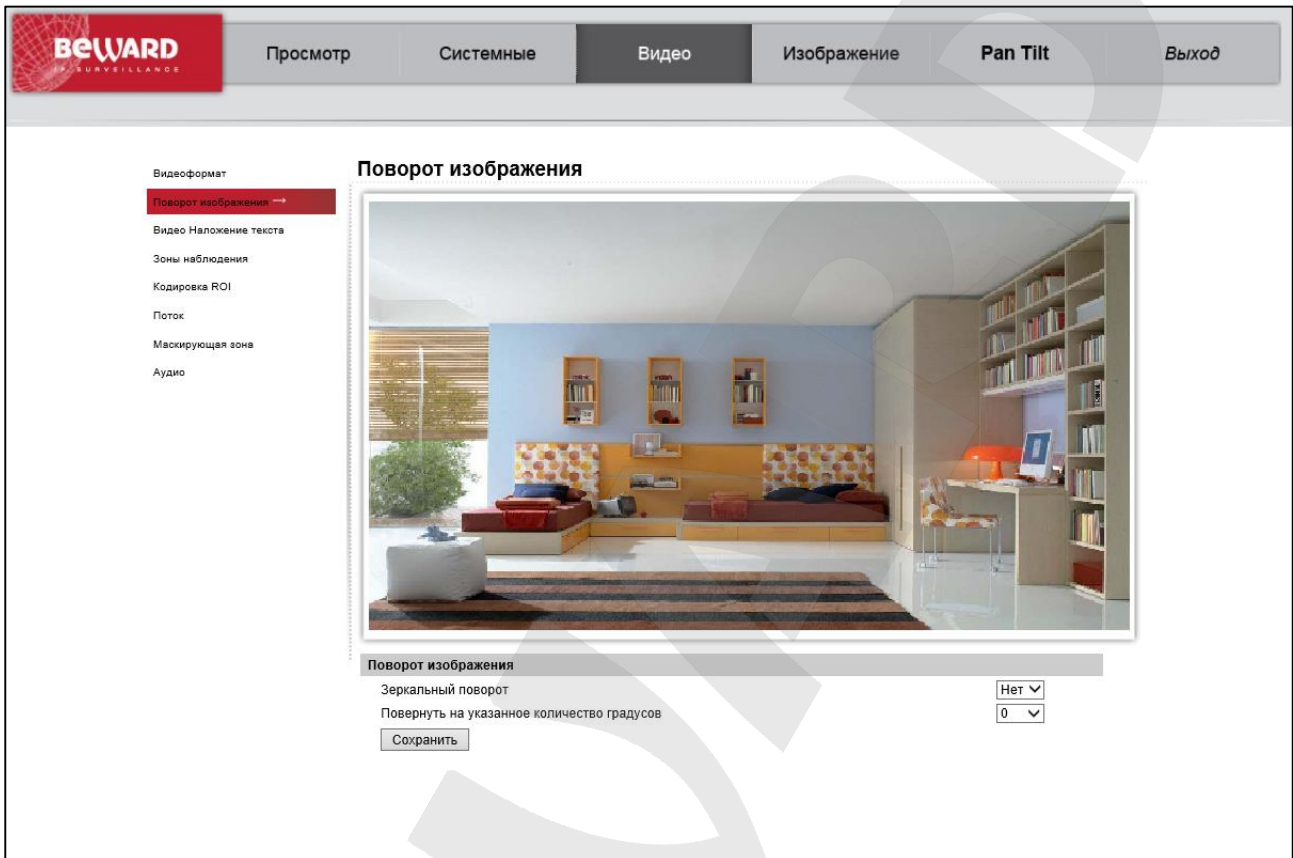 BEWARD
IP SURVEILLANCE
Просмотр
Системные
Видео
Изображение
Pan Tilt
Выход
Видеоформат
Поворот изображения →
Видео Наложение текста
Зоны наблюдения
Кодировка ROI
Поток
Маскирующая зона
Аудио
Поворот изображения
Поворот изображения
Зеркальный поворот Нет
Повернуть на указанное количество градусов 0
Сохранить